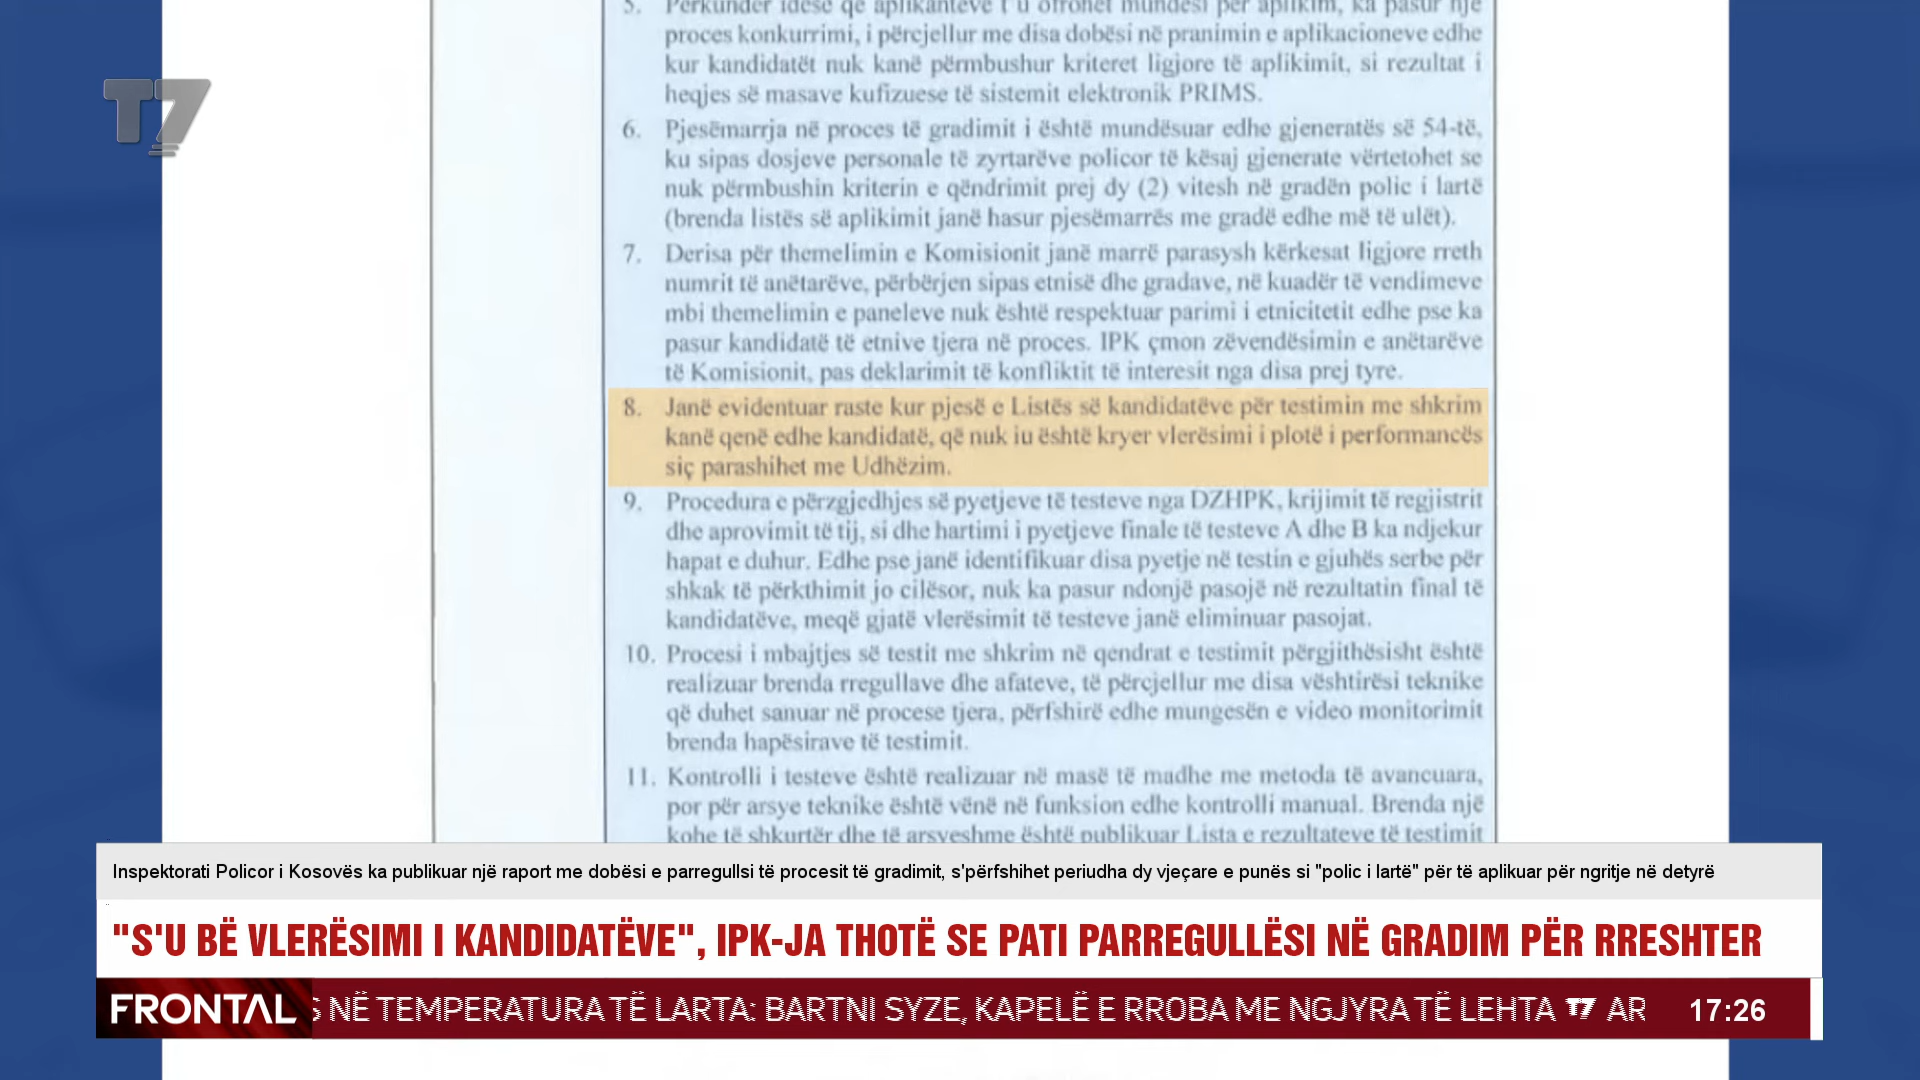 5. Përkundër idesë që aplikantëve t'u ofrohet mundësi për aplikim, ka pasur një
proces konkurrimi, i përcjellur me disa dobësi në pranimin e aplikacioneve edhe
kur kandidatët nuk kanë përmbushur kriteret ligjore të aplikimit, si rezultat i
heqjes së masave kufizuese të sistemit elektronik PRIMS.
6. Pjesëmarrja në proces të gradimit i është mundësuar edhe gjeneratës së 54-të,
ku sipas dosjeve personale të zyrtarëve policor të kësaj gjenerate vërtetohet se
nuk përmbushin kriterin e qëndrimit prej dy (2) vitesh në gradën polic i lartë
(brenda listës së aplikimit janë hasur pjesëmarrës me gradë edhe më të ulët).
7. Derisa për themelimin e Komisionit janë marrë parasysh kërkesat ligjore rreth
numrit të anëtarëve, përbërjen sipas etnisë dhe gradave, në kuadër të vendimeve
mbi themelimin e paneleve nuk është respektuar parimi i etnicitetit edhe pse ka
pasur kandidatë të etnive tjera në proces. IPK çmon zëvendësimin e anëtarëve
të Komisionit, pas deklarimit të konfliktit të interesit nga disa prej tyre.
8. Janë evidentuar raste kur pjesë e Listës së kandidatëve për testimin me shkrim
kanë qenë edhe kandidatë, që nuk iu është kryer vlerësimi i plotë i performancës
siç parashihet me Udhëzim.
9. Procedura e përzgjedhjes së pyetjeve të testeve nga DZHPK, krijimit të regjistrit
dhe aprovimit të tij, si dhe hartimi i pyetjeve finale të testeve A dhe B ka ndjekur
hapat e duhur. Edhe pse janë identifikuar disa pyetje në testin e gjuhës serbe për
shkak të përkthimit jo cilësor, nuk ka pasur ndonjë pasojë në rezultatin final të
kandidatëve, meqë gjatë vlerësimit të testeve janë eliminuar pasojat.
10. Procesi i mbajtjes së testit me shkrim në qendrat e testimit përgjithësisht është
realizuar brenda rregullave dhe afateve, të përcjellur me disa vështirësi teknike
që duhet sanuar në procese tjera, përfshirë edhe mungesën e video monitorimit
brenda hapësirave të testimit.
11. Kontrolli i testeve është realizuar në masë të madhe me metoda të avancuara,
por për arsye teknike është vënë në funksion edhe kontrolli manual. Brenda një
kohe të shkurtër dhe të arsyeshme është publikuar Lista e rezultateve të testimit
T7
Inspektorati Policor i Kosovës ka publikuar një raport me dobësi e parregullsi të procesit të gradimit, s'përfshihet periudha dy vjeçare e punës si "polic i lartë" për të aplikuar për ngritje në detyrë
"S'U BË VLERËSIMI I KANDIDATËVE", IPK-JA THOTË SE PATI PARREGULLËSI NË GRADIM PËR RRESHTER
FRONTAL S NË TEMPERATURA TË LARTA: BARTNI SYZE, KAPELË E RROBA ME NGJYRA TË LEHTA T7 AR 17:26